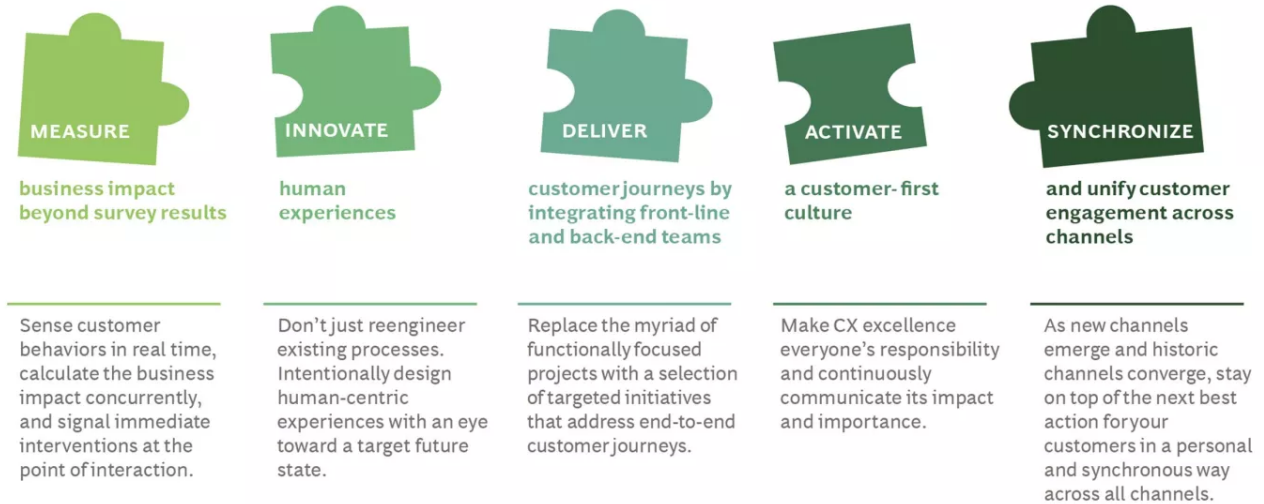 MEASURE
business impact
beyond survey results
Sense customer
behaviors in real time,
calculate the business
impact concurrently,
and signal immediate
interventions at the
point of interaction.
INNOVATE
human
experiences
Don't just reengineer
existing processes.
Intentionally design
human-centric
experiences with an eye
toward a target future
state.
DELIVER
customer journeys by
integrating front-line
and back-end teams
Replace the myriad of
functionally focused
projects with a selection
of targeted initiatives
that address end-to-end
customer journeys.
ACTIVATE
a customer-first
culture
Make CX excellence
everyone's responsibility
and continuously
communicate its impact
and importance.
SYNCHRONIZE
and unify customer
engagement across
channels
As new channels
emerge and historic
channels converge, stay
on top of the next best
action foryour
customers in a personal
and synchronous way
across all channels.